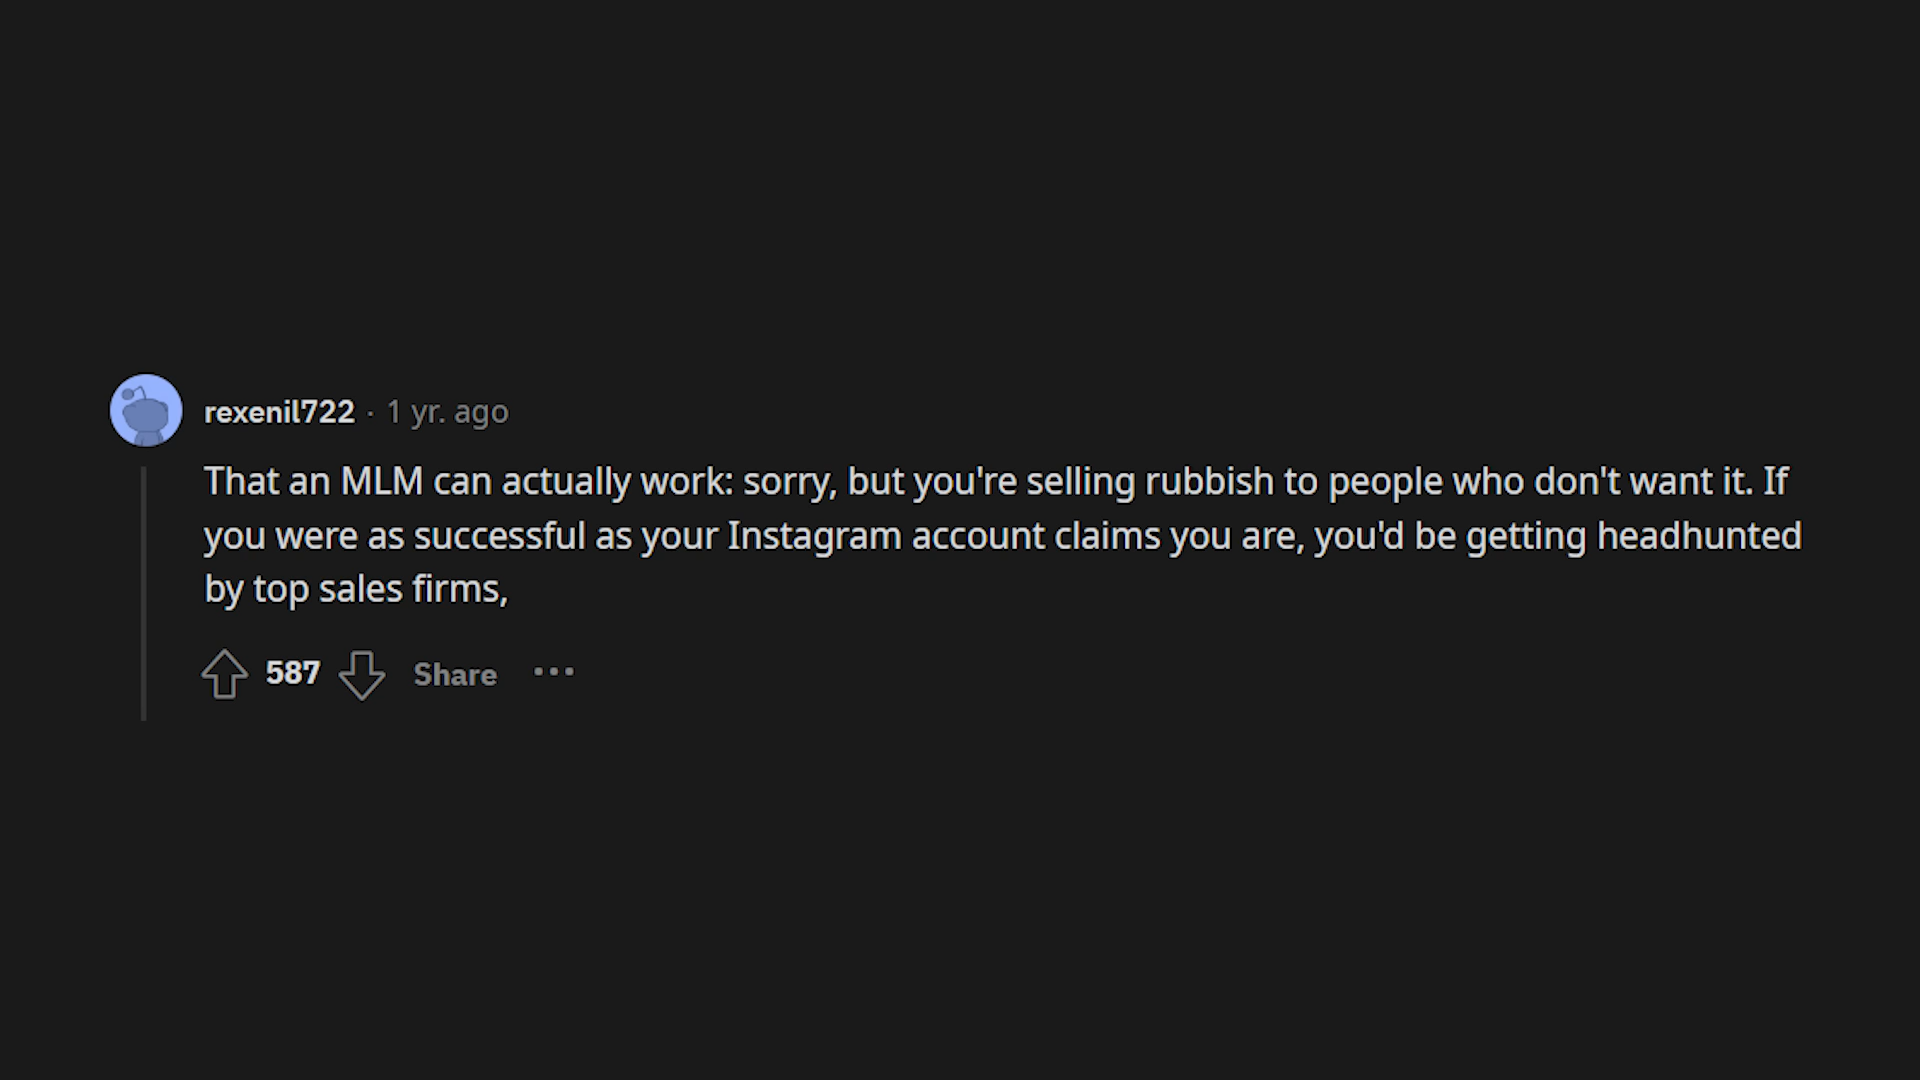 rexenil722 · 1 yr. ago
That an MLM can actually work: sorry, but you're selling rubbish to people who don't want it. If
you were as successful as your Instagram account claims you are, you'd be getting headhunted
by top sales firms,
587 Share ···